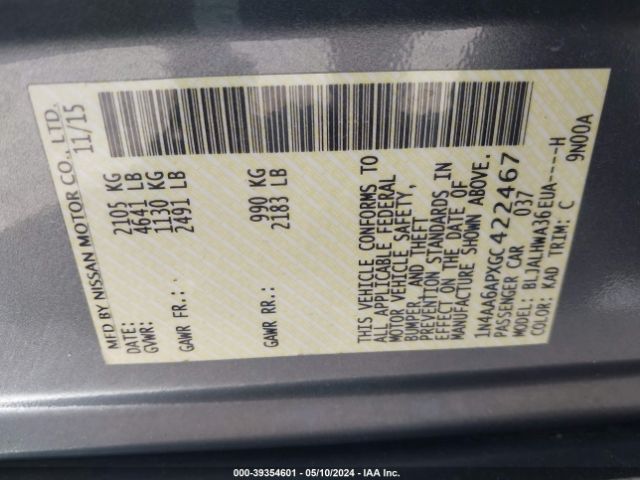 MFD BY NISSAN MOTOR CO., LTD.
DATE: 11/15
GVWR: 2105 KG
4641 LB
GAWR FR.: 1130 KG
2491 LB
GAWR RR.: 990 KG
2183 LB
THIS VEHICLE CONFORMS TO
ALL APPLICABLE FEDERAL
MOTOR VEHICLE SAFETY,
BUMPER, AND THEFT
PREVENTION STANDARDS IN
EFFECT ON THE DATE OF
MANUFACTURE SHOWN ABOVE.
1N4AA6APXGC422467
PASSENGER CAR 037
MODEL: BLJALHWA36EUA----H
COLOR: KAD TRIM: C 9N00A
000-39354601 - 05/10/2024 - IAA Inc.